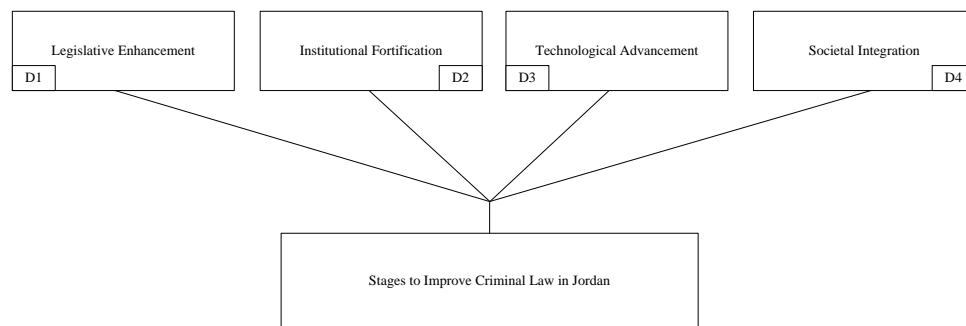 Legislative Enhancement
D1
Institutional Fortification
D2
Technological Advancement
D3
Societal Integration
D4
Stages to Improve Criminal Law in Jordan